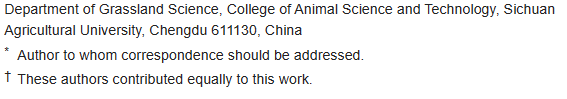 Department of Grassland Science, College of Animal Science and Technology, Sichuan
Agricultural University, Chengdu 611130, China
* Author to whom correspondence should be addressed.
† These authors contributed equally to this work.